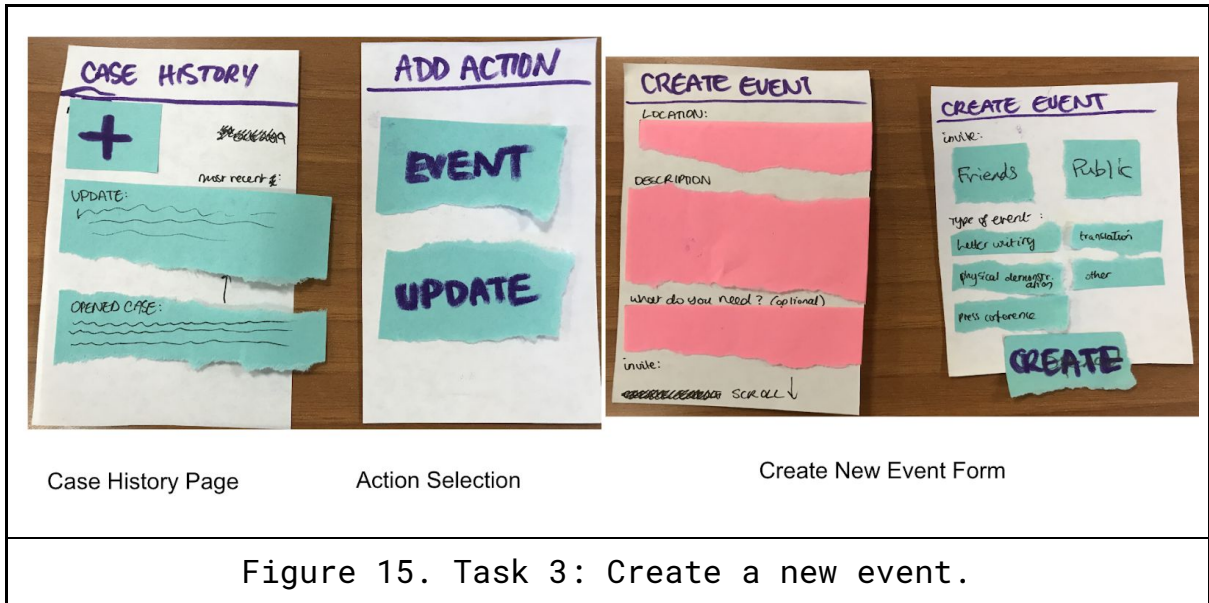 CASE HISTORY
+
most recent
UPDATE:
OPENED CASE:
ADD ACTION
EVENT
UPDATE
CREATE EVENT
LOCATION:
DESCRIPTION
What do you need? (optional)
invite:
SCROLL ↓
CREATE EVENT
invite:
Friends
Public
Type of event :
letter writing
translation
physical demonstr.
ation
other
press conference
CREATE
Case History Page
Action Selection
Create New Event Form
Figure 15. Task 3: Create a new event.